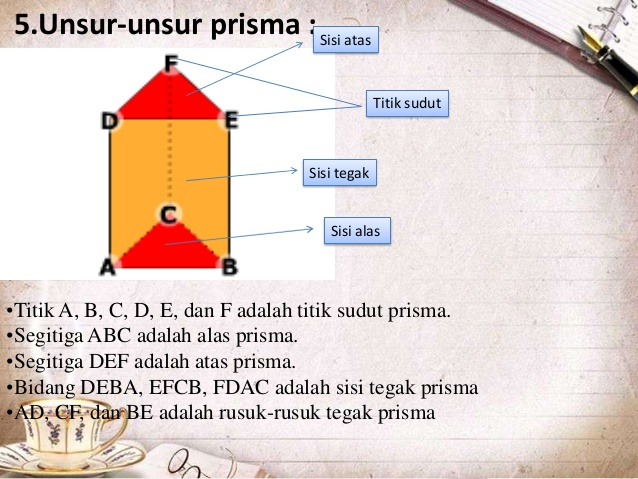 5.Unsur-unsur prisma :
Sisi atas
F
Titik sudut
D
E
Sisi tegak
C
Sisi alas
A
B
•Titik A, B, C, D, E, dan F adalah titik sudut prisma.
•Segitiga ABC adalah alas prisma.
•Segitiga DEF adalah atas prisma.
•Bidang DEBA, EFCB, FDAC adalah sisi tegak prisma
•AD, CF, dan BE adalah rusuk-rusuk tegak prisma